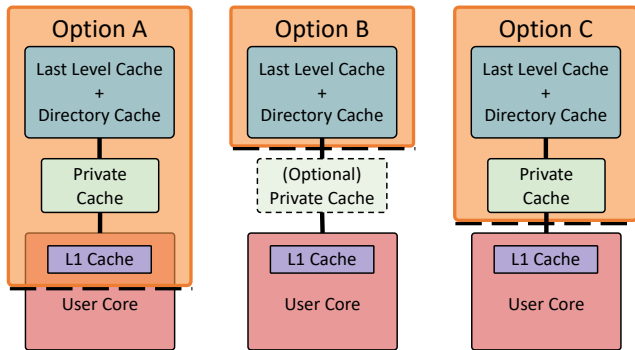 Option A
Last Level Cache
+
Directory Cache
Private
Cache
L1 Cache
User Core
Option B
Last Level Cache
+
Directory Cache
(Optional)
Private Cache
L1 Cache
User Core
Option C
Last Level Cache
+
Directory Cache
Private
Cache
L1 Cache
User Core